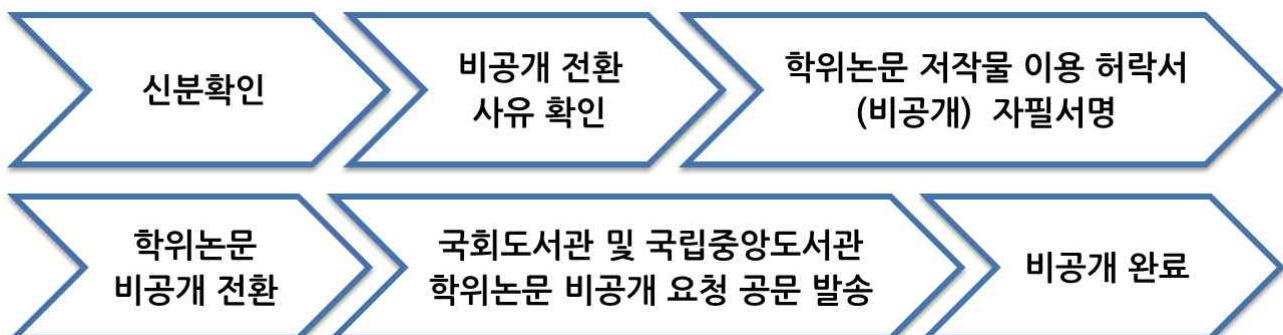 신분확인
비공개 전환
사유 확인
학위논문 저작물 이용 허락서
(비공개) 자필서명
학위논문
비공개 전환
국회도서관 및 국립중앙도서관
학위논문 비공개 요청 공문 발송
비공개 완료